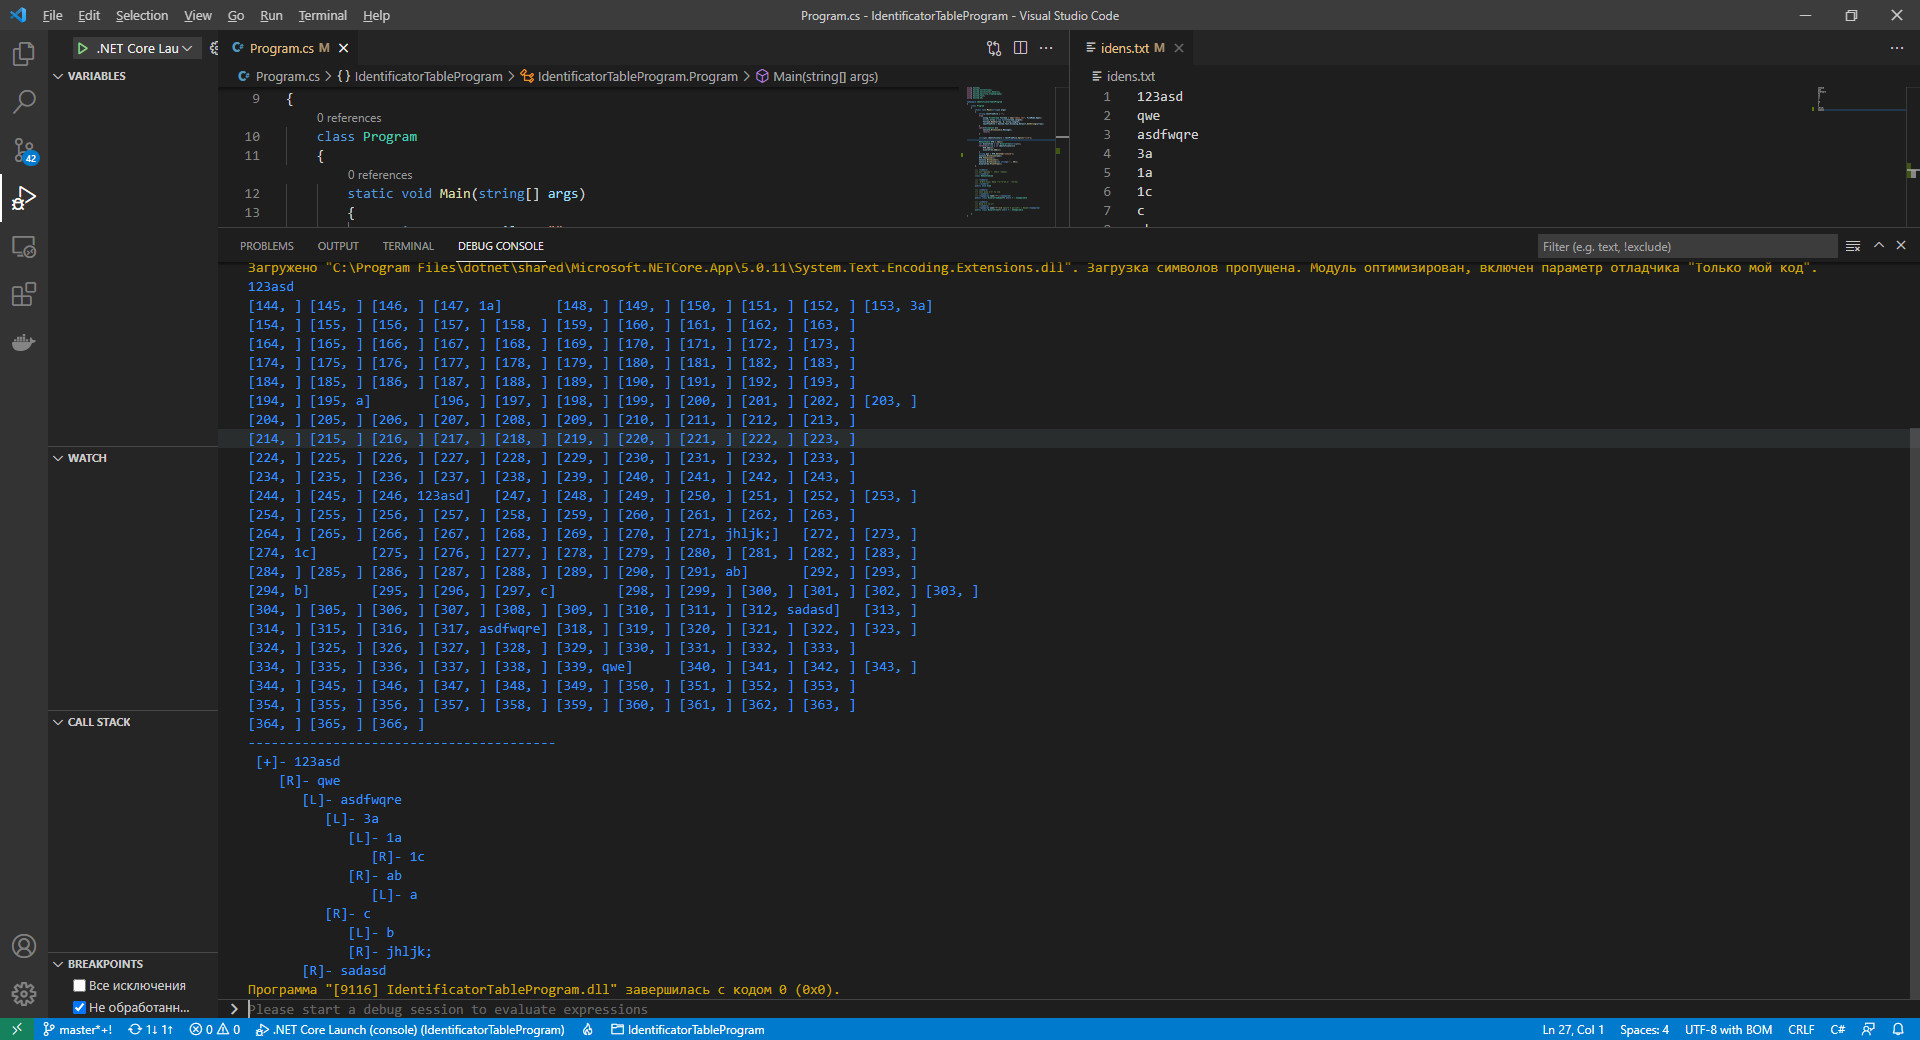 File Edit Selection View Go Run Terminal Help
Program.cs - IdentificatorTableProgram - Visual Studio Code
.NET Core Lau
VARIABLES
WATCH
CALL STACK
BREAKPOINTS
Все исключения
Не обработанн...
42
Program.cs M
Program.cs > {} IdentificatorTableProgram > IdentificatorTableProgram.Program > Main(string[] args)
9 {
0 references
10 class Program
11 {
0 references
12 static void Main(string[] args)
13 {
idens.txt M
idens.txt
1 123asd
2 qwe
3 asdfwqre
4 3a
5 1a
6 1c
7 c
PROBLEMS OUTPUT TERMINAL DEBUG CONSOLE
Filter (e.g. text, !exclude)
Загружено "C:\Program Files\dotnet\shared\Microsoft.NETCore.App\5.0.11\System.Text.Encoding.Extensions.dll". Загрузка символов пропущена. Модуль оптимизирован, включен параметр отладчика "Только мой код".
123asd
[144, ] [145, ] [146, ] [147, 1a] [148, ] [149, ] [150, ] [151, ] [152, ] [153, 3a]
[154, ] [155, ] [156, ] [157, ] [158, ] [159, ] [160, ] [161, ] [162, ] [163, ]
[164, ] [165, ] [166, ] [167, ] [168, ] [169, ] [170, ] [171, ] [172, ] [173, ]
[174, ] [175, ] [176, ] [177, ] [178, ] [179, ] [180, ] [181, ] [182, ] [183, ]
[184, ] [185, ] [186, ] [187, ] [188, ] [189, ] [190, ] [191, ] [192, ] [193, ]
[194, ] [195, a] [196, ] [197, ] [198, ] [199, ] [200, ] [201, ] [202, ] [203, ]
[204, ] [205, ] [206, ] [207, ] [208, ] [209, ] [210, ] [211, ] [212, ] [213, ]
[214, ] [215, ] [216, ] [217, ] [218, ] [219, ] [220, ] [221, ] [222, ] [223, ]
[224, ] [225, ] [226, ] [227, ] [228, ] [229, ] [230, ] [231, ] [232, ] [233, ]
[234, ] [235, ] [236, ] [237, ] [238, ] [239, ] [240, ] [241, ] [242, ] [243, ]
[244, ] [245, ] [246, 123asd] [247, ] [248, ] [249, ] [250, ] [251, ] [252, ] [253, ]
[254, ] [255, ] [256, ] [257, ] [258, ] [259, ] [260, ] [261, ] [262, ] [263, ]
[264, ] [265, ] [266, ] [267, ] [268, ] [269, ] [270, ] [271, jhljk;] [272, ] [273, ]
[274, 1c] [275, ] [276, ] [277, ] [278, ] [279, ] [280, ] [281, ] [282, ] [283, ]
[284, ] [285, ] [286, ] [287, ] [288, ] [289, ] [290, ] [291, ab] [292, ] [293, ]
[294, b] [295, ] [296, ] [297, c] [298, ] [299, ] [300, ] [301, ] [302, ] [303, ]
[304, ] [305, ] [306, ] [307, ] [308, ] [309, ] [310, ] [311, ] [312, sadasd] [313, ]
[314, ] [315, ] [316, ] [317, asdfwqre] [318, ] [319, ] [320, ] [321, ] [322, ] [323, ]
[324, ] [325, ] [326, ] [327, ] [328, ] [329, ] [330, ] [331, ] [332, ] [333, ]
[334, ] [335, ] [336, ] [337, ] [338, ] [339, qwe] [340, ] [341, ] [342, ] [343, ]
[344, ] [345, ] [346, ] [347, ] [348, ] [349, ] [350, ] [351, ] [352, ] [353, ]
[354, ] [355, ] [356, ] [357, ] [358, ] [359, ] [360, ] [361, ] [362, ] [363, ]
[364, ] [365, ] [366, ]
----------------------------------------
[+]- 123asd
[R]- qwe
[L]- asdfwqre
[L]- 3a
[L]- 1a
[R]- 1c
[R]- ab
[L]- a
[R]- c
[L]- b
[R]- jhljk;
[R]- sadasd
Программа "[9116] IdentificatorTableProgram.dll" завершилась с кодом 0 (0x0).
Please start a debug session to evaluate expressions
master*+! 1↓ 1↑ 0 0 .NET Core Launch (console) (IdentificatorTableProgram) IdentificatorTableProgram
Ln 27, Col 1 Spaces: 4 UTF-8 with BOM CRLF C#